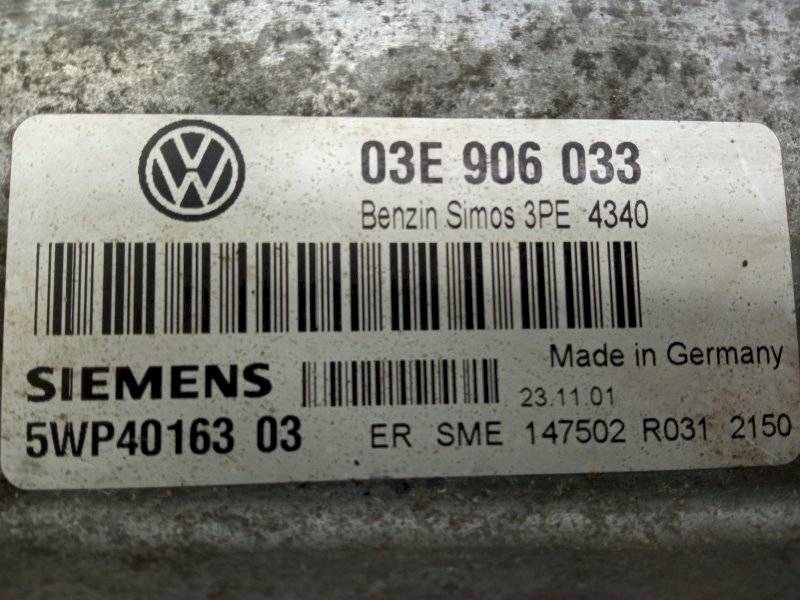 03E 906 033
Benzin Simos 3PE 4340
Made in Germany
SIEMENS
23.11.01
5WP40163 03 ER SME 147502 R031 2150